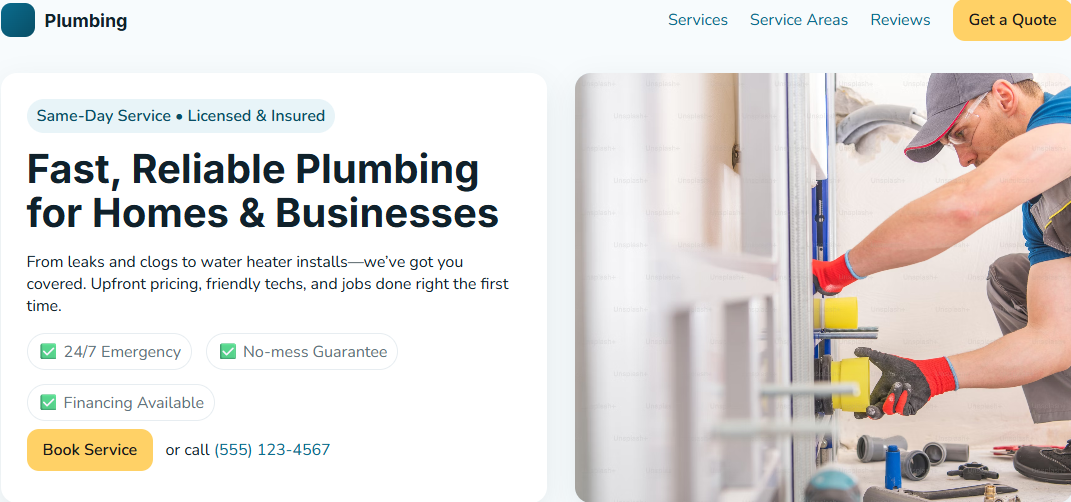 Plumbing
Services
Service Areas
Reviews
Get a Quote
Same-Day Service • Licensed & Insured
Fast, Reliable Plumbing
for Homes & Businesses
From leaks and clogs to water heater installs—we’ve got you
covered. Upfront pricing, friendly techs, and jobs done right the first
time.
✅ 24/7 Emergency
✅ No-mess Guarantee
✅ Financing Available
Book Service
or call (555) 123-4567